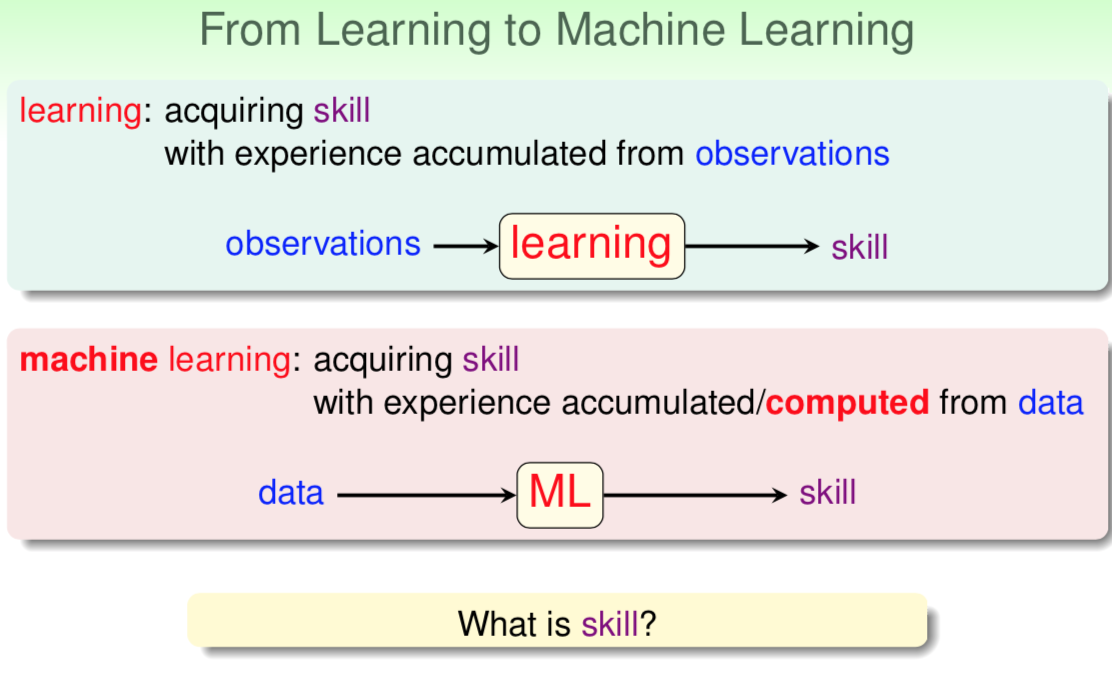 From Learning to Machine Learning
learning: acquiring skill
with experience accumulated from observations
observations learning skill
machine learning: acquiring skill
with experience accumulated/computed from data
data ML skill
What is skill?